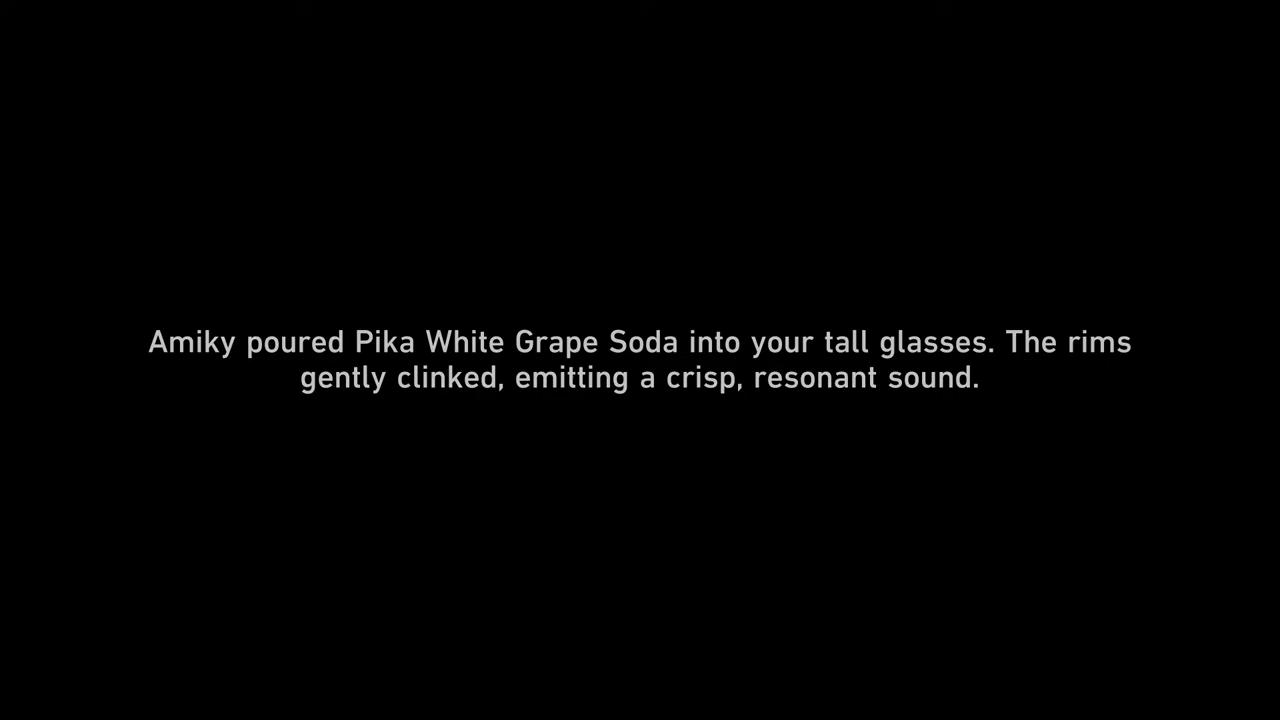 Amiky poured Pika White Grape Soda into your tall glasses. The rims
gently clinked, emitting a crisp, resonant sound.